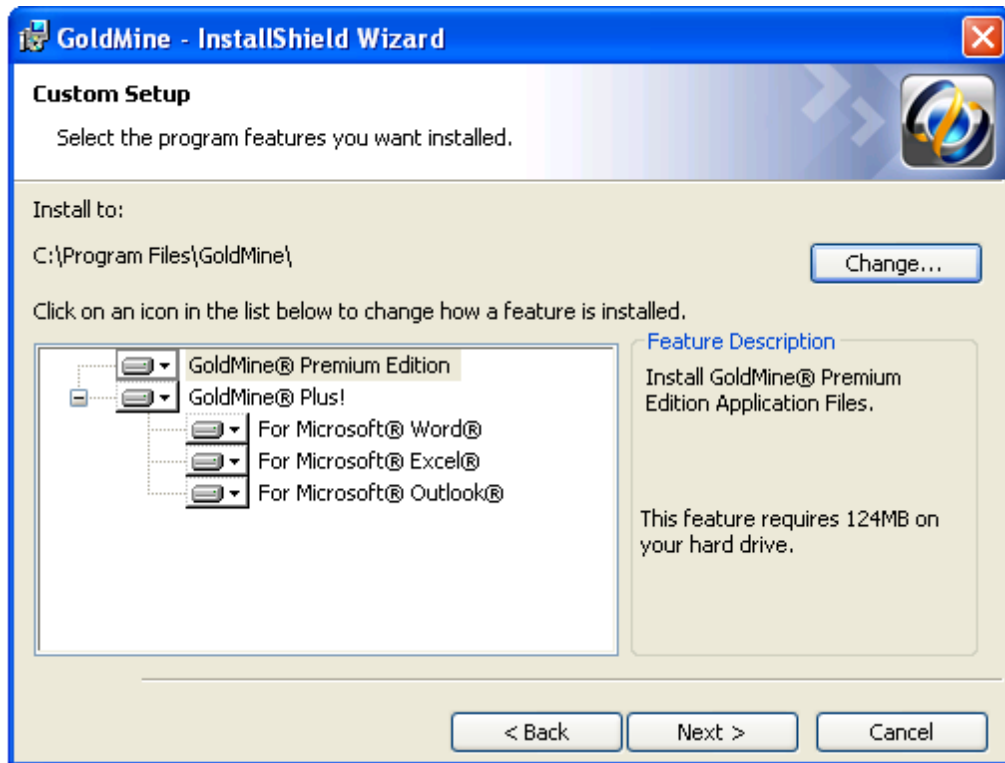 GoldMine - InstallShield Wizard
Custom Setup
Select the program features you want installed.
Install to:
C:\Program Files\GoldMine\
Change...
Click on an icon in the list below to change how a feature is installed.
GoldMine® Premium Edition
GoldMine® Plus!
For Microsoft® Word®
For Microsoft® Excel®
For Microsoft® Outlook®
Feature Description
Install GoldMine® Premium
Edition Application Files.
This feature requires 124MB on
your hard drive.
< Back
Next >
Cancel